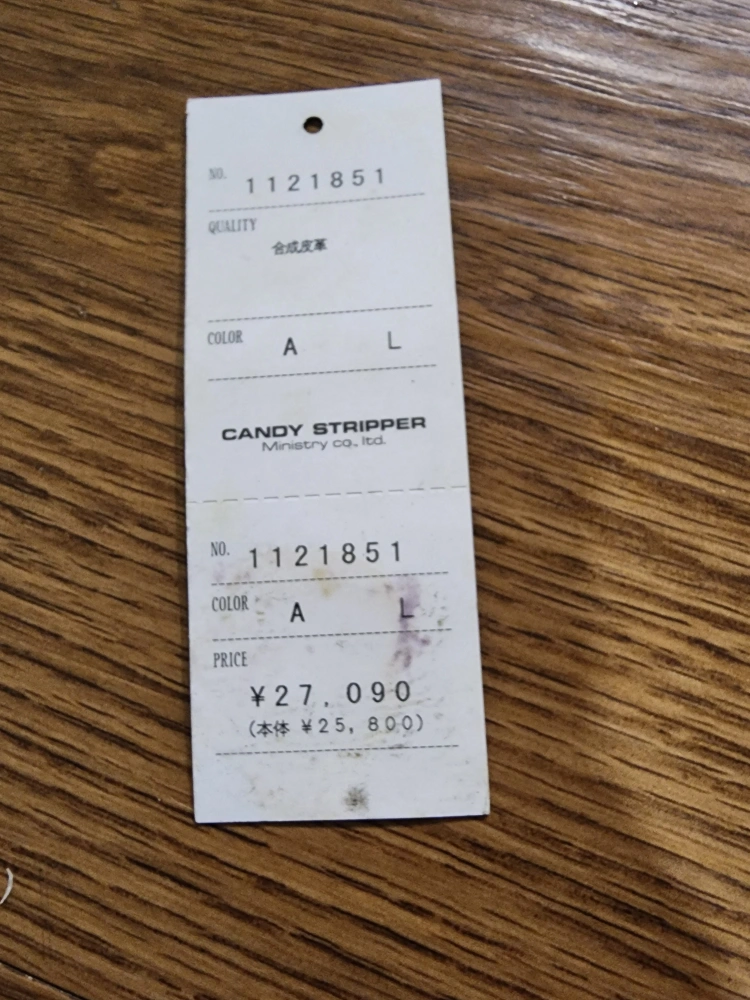 NO. 1121851
QUALITY
合成皮革
COLOR A L
CANDY STRIPPER
Ministry co., ltd.
NO. 1121851
COLOR A L
PRICE
¥27,090
(本体 ¥25,800)